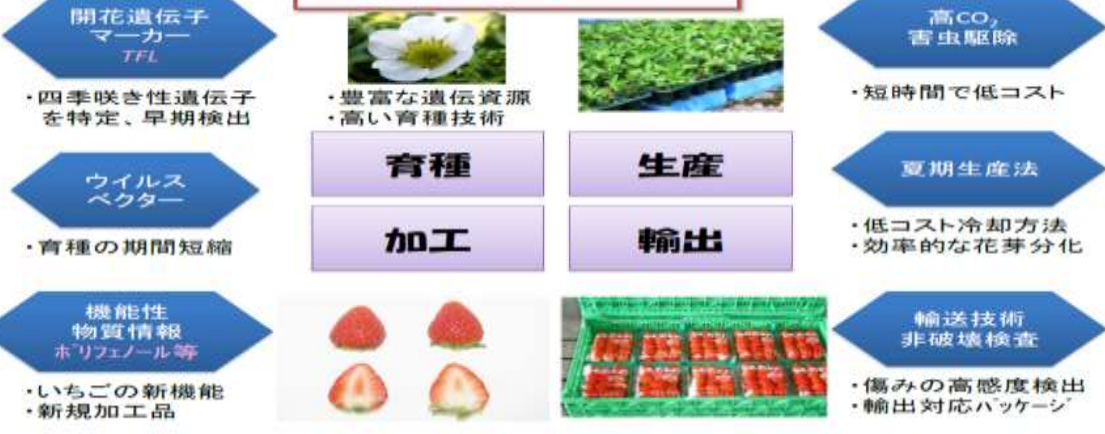 開花遺伝子
マーカー
TFL
・四季咲き性遺伝子
を特定、早期検出
ウイルス
ベクター
・育種の期間短縮
機能性
物質情報
ポリフェノール等
・いちごの新機能
・新規加工品
・豊富な遺伝資源
・高い育種技術
育種
生産
加工
輸出
高CO₂
害虫駆除
・短時間で低コスト
夏期生産法
・低コスト冷却方法
・効率的な花芽分化
輸送技術
非破壊検査
・傷みの高感度検出
・輸出対応パッケージ